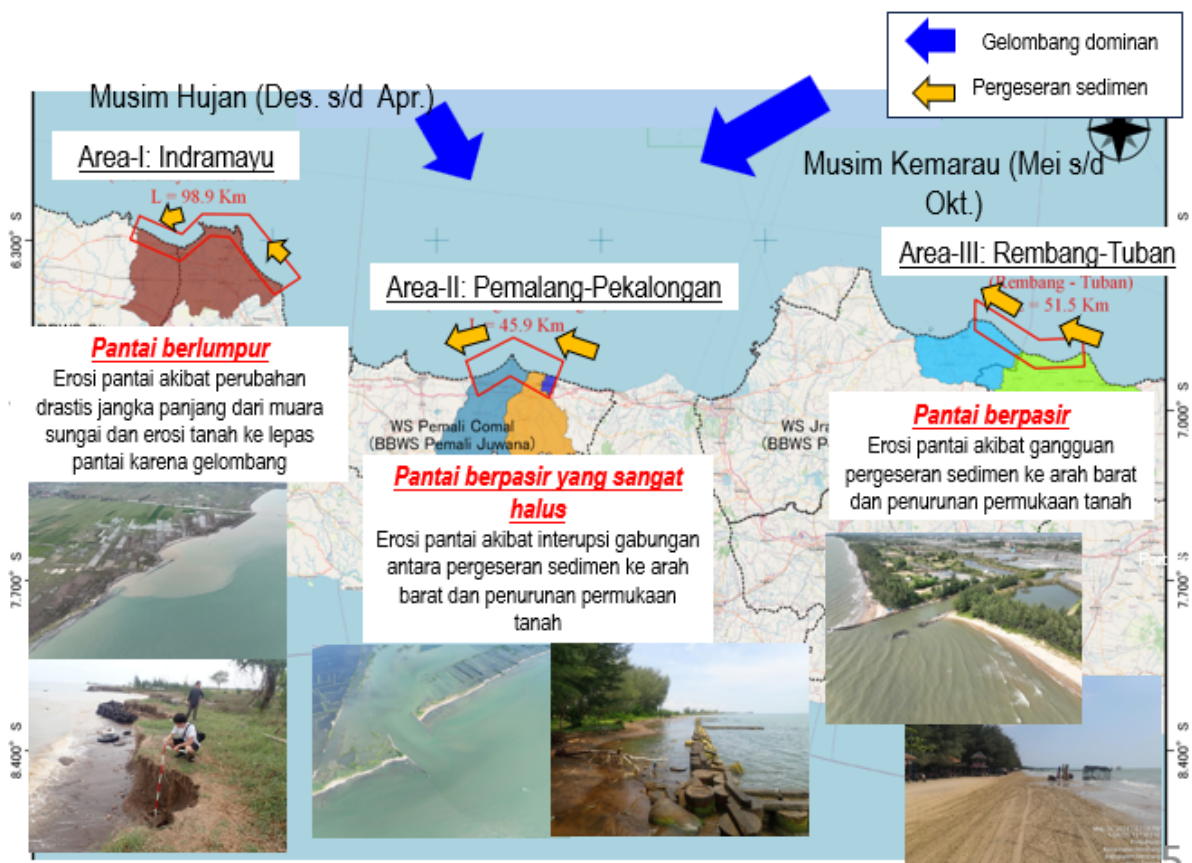 Gelombang dominan
Pergeseran sedimen
Musim Hujan (Des. s/d Apr.)
Musim Kemarau (Mei s/d
Okt.)
Area-I: Indramayu
L = 98.9 Km
Area-II: Pemalang-Pekalongan
= 45.9 Km
Area-III: Rembang-Tuban
(Rembang - Tuban)
= 51.5 Km
6.300° S
7.000° S
7.700° S
7.700° S
8.400° S
8.400° S
WS Pemali Comal
(BBWS Pemali Juwana)
WS Jra
(BBWS P
Pantai berlumpur
Erosi pantai akibat perubahan
drastis jangka panjang dari muara
sungai dan erosi tanah ke lepas
pantai karena gelombang
Pantai berpasir yang sangat
halus
Erosi pantai akibat interupsi gabungan
antara pergeseran sedimen ke arah
barat dan penurunan permukaan
tanah
Pantai berpasir
Erosi pantai akibat gangguan
pergeseran sedimen ke arah barat
dan penurunan permukaan tanah
5